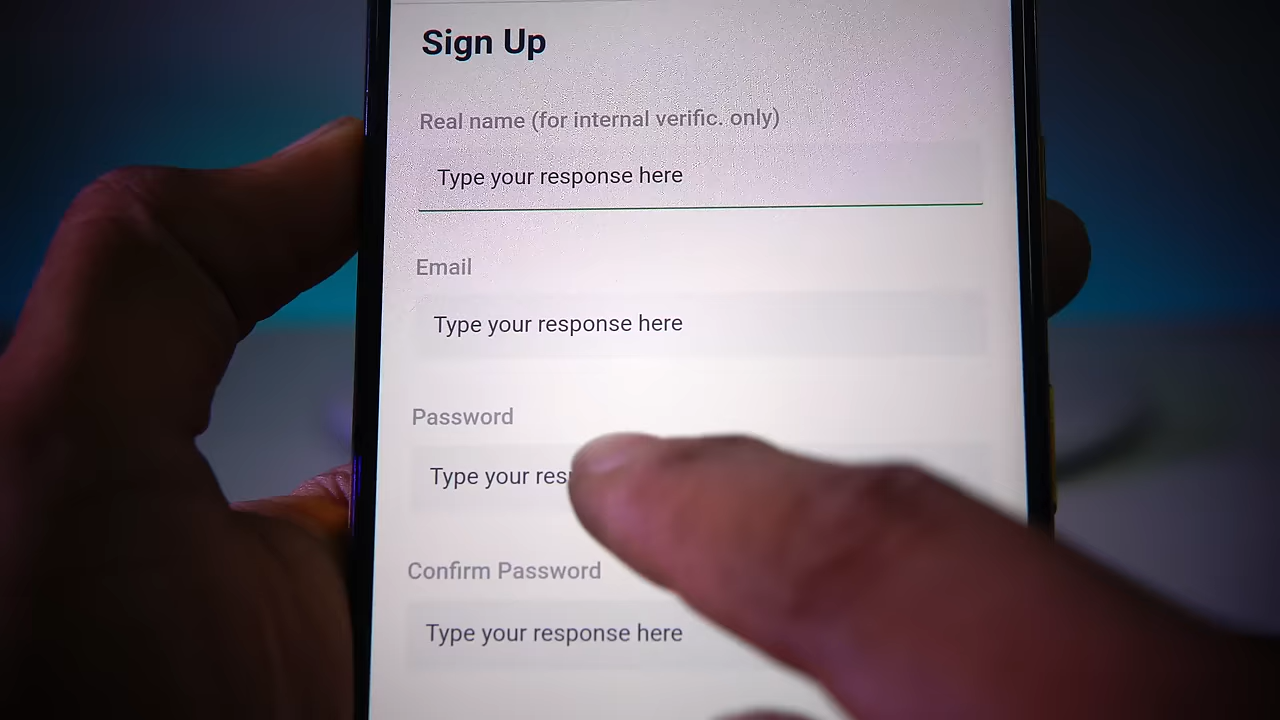 Sign Up
Real name (for internal verific. only)
Type your response here
Email
Type your response here
Password
Type your
Confirm Password
Type your response here